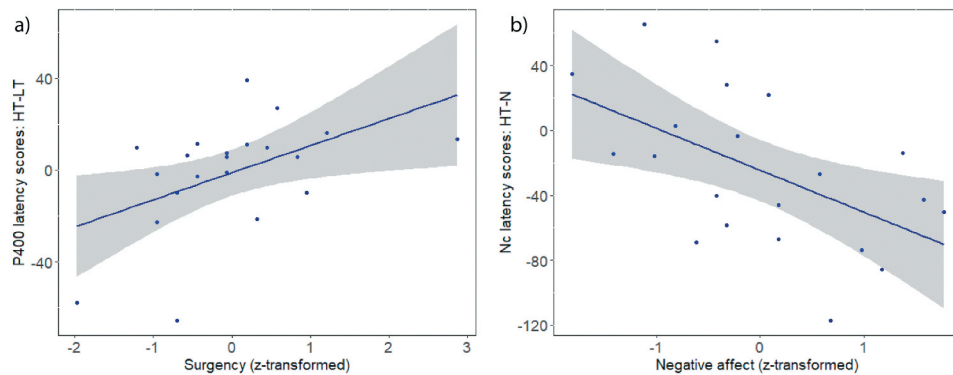 a)
P400 latency scores: HT-LT
40
0
-40
-2
-1
0
1
2
3
Surgency (z-transformed)
b)
Nc latency scores: HT-N
40
0
-40
-80
-120
-1
0
1
Negative affect (z-transformed)